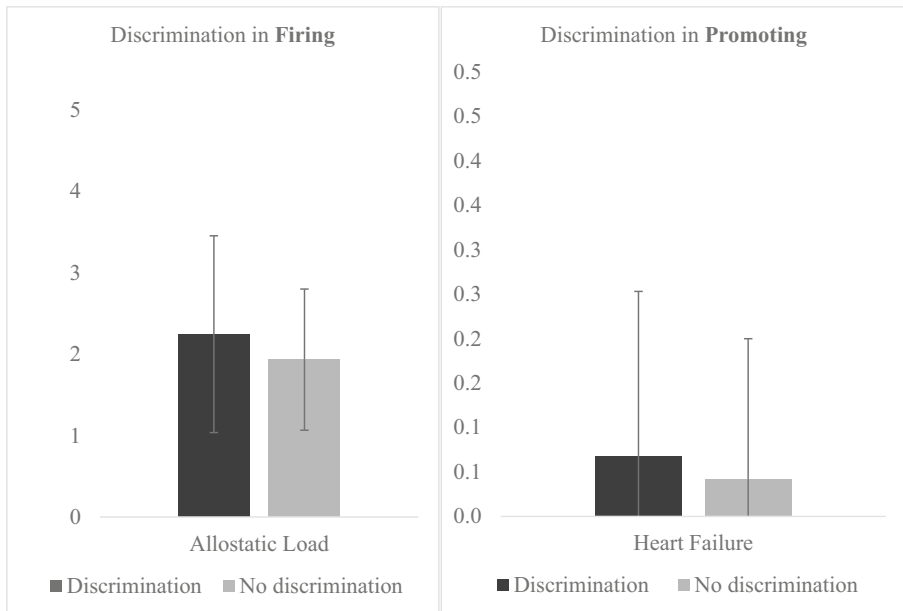 Discrimination in Firing
5
4
3
2
1
0
Allostatic Load
Discrimination No discrimination
Discrimination in Promoting
0.5
0.5
0.4
0.4
0.3
0.3
0.2
0.2
0.1
0.1
0.0
Heart Failure
Discrimination No discrimination